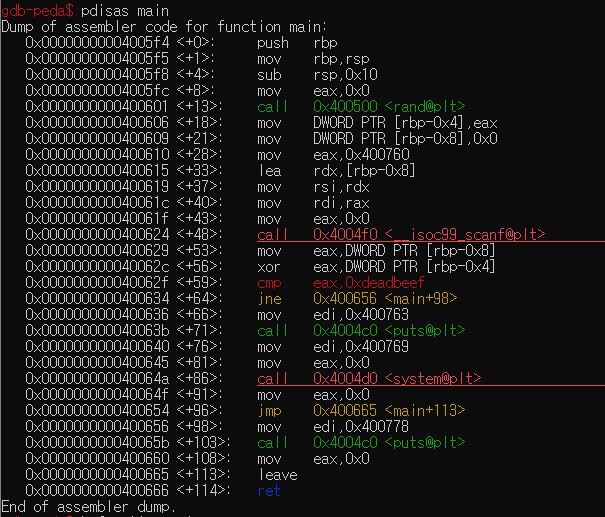 gdb-peda$ pdisas main
Dump of assembler code for function main:
0x00000000004005f4 <+0>: push rbp
0x00000000004005f5 <+1>: mov rbp,rsp
0x00000000004005f8 <+4>: sub rsp,0x10
0x00000000004005fc <+8>: mov eax,0x0
0x0000000000400601 <+13>: call 0x400500 <rand@plt>
0x0000000000400606 <+18>: mov DWORD PTR [rbp-0x4],eax
0x0000000000400609 <+21>: mov DWORD PTR [rbp-0x8],0x0
0x0000000000400610 <+28>: mov eax,0x400760
0x0000000000400615 <+33>: lea rdx,[rbp-0x8]
0x0000000000400619 <+37>: mov rsi,rdx
0x000000000040061c <+40>: mov rdi,rax
0x000000000040061f <+43>: mov eax,0x0
0x0000000000400624 <+48>: call 0x4004f0 <__isoc99_scanf@plt>
0x0000000000400629 <+53>: mov eax,DWORD PTR [rbp-0x8]
0x000000000040062c <+56>: xor eax,DWORD PTR [rbp-0x4]
0x000000000040062f <+59>: cmp eax,0xdeadbeef
0x0000000000400634 <+64>: jne 0x400656 <main+98>
0x0000000000400636 <+66>: mov edi,0x400763
0x000000000040063b <+71>: call 0x4004c0 <puts@plt>
0x0000000000400640 <+76>: mov edi,0x400769
0x0000000000400645 <+81>: mov eax,0x0
0x000000000040064a <+86>: call 0x4004d0 <system@plt>
0x000000000040064f <+91>: mov eax,0x0
0x0000000000400654 <+96>: jmp 0x400665 <main+113>
0x0000000000400656 <+98>: mov edi,0x400778
0x000000000040065b <+103>: call 0x4004c0 <puts@plt>
0x0000000000400660 <+108>: mov eax,0x0
0x0000000000400665 <+113>: leave
0x0000000000400666 <+114>: ret
End of assembler dump.